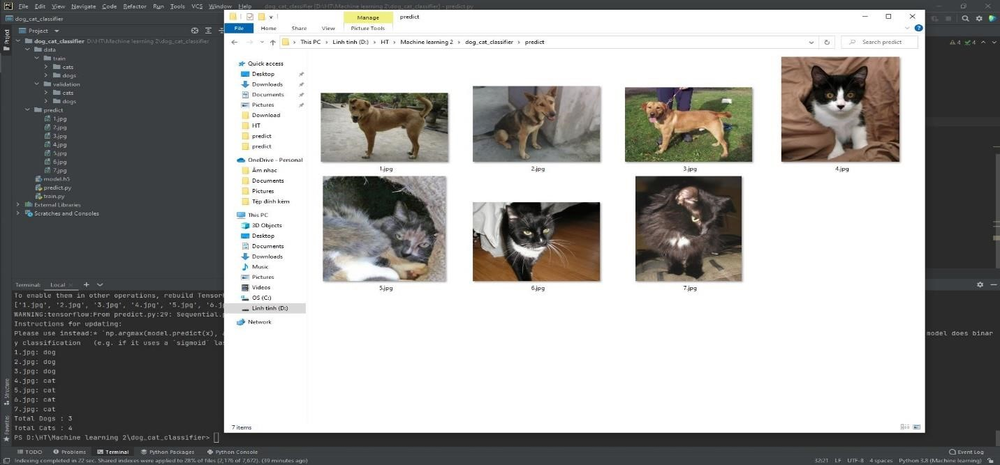 File Edit View Navigate Code Refactor Run Tools VCS Window Help dog_cat_classifier [D:\HT\Machine learning 2\dog_cat_classifier] - predict.py
dog_cat_classifier
Project
dog_cat_classifier D:\HT\Machine learning 2\dog_cat_classifier
data
train
cats
dogs
validation
cats
dogs
predict
1.jpg
2.jpg
3.jpg
4.jpg
5.jpg
6.jpg
7.jpg
model.h5
predict.py
train.py
External Libraries
Scratches and Consoles
Project
Structure
Favorites
4 4
Manage predict
File Home Share View Picture Tools
This PC > Linh tinh (D:) > HT > Machine learning 2 > dog_cat_classifier > predict
Search predict
Quick access
Desktop
Downloads
Documents
Pictures
Download
HT
predict
predict
OneDrive - Personal
Âm nhạc
Documents
Pictures
Tệp đính kèm
This PC
3D Objects
Desktop
Documents
Downloads
Music
Pictures
Videos
OS (C:)
Linh tinh (D:)
Network
1.jpg 2.jpg 3.jpg 4.jpg
5.jpg 6.jpg 7.jpg
7 items
Terminal: Local
To enable them in other operations, rebuild Tensor
['1.jpg', '2.jpg', '3.jpg', '4.jpg', '5.jpg', '6.j
WARNING:tensorflow:From predict.py:29: Sequential.
Instructions for updating:
Please use instead:* `np.argmax(model.predict(x), model does binar
y classification (e.g. if it uses a `sigmoid` las
1.jpg: dog
2.jpg: dog
3.jpg: dog
4.jpg: cat
5.jpg: cat
6.jpg: cat
7.jpg: cat
Total Dogs : 3
Total Cats : 4
PS D:\HT\Machine learning 2\dog_cat_classifier>
TODO Problems Terminal Python Packages Python Console Event Log
Indexing completed in 22 sec. Shared indexes were applied to 28% of files (2,176 of 7,672). (39 minutes ago) 32:21 LF UTF-8 4 spaces Python 3.8 (Machine learning)